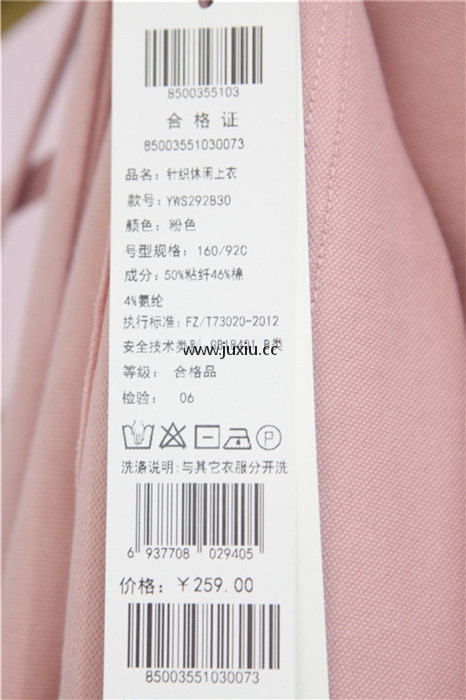 8500355103
合格证
85003551030073
品名：针织休闲上衣
款号：YWS292B30
颜色：粉色
号型规格：160/92C
成分：50%粘纤46%棉
4%氨纶
执行标准：FZ/T73020-2012
安全技术类别 GB18401 B类
www.juxiu.cc
等级： 合格品
检验： 06
P
洗涤说明：与其它衣服分开洗
6 937708 029405
价格：￥259.00
85003551030073